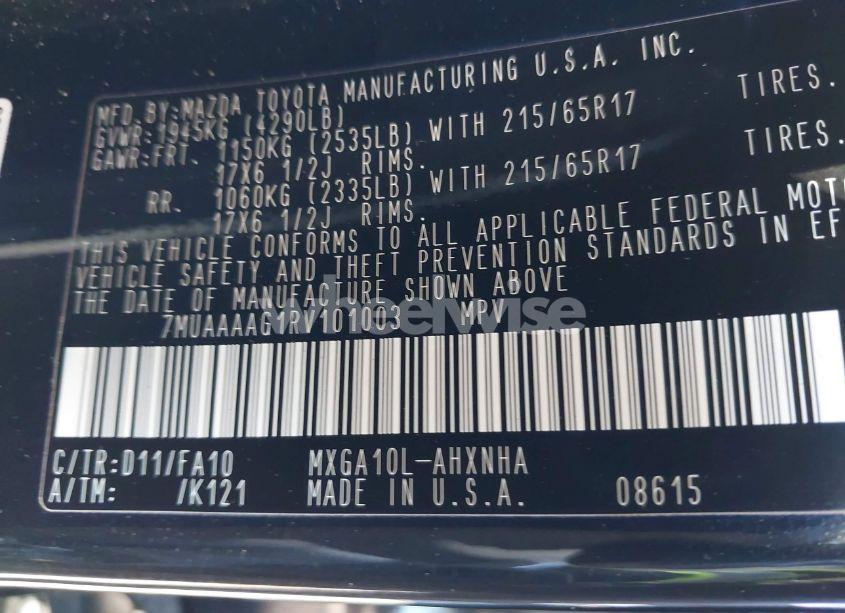 MFD.BY:MAZDA TOYOTA MANUFACTURING U.S.A. INC.
GVWR:1945KG (4290LB)
GAWR:FRT. 1150KG (2535LB) WITH 215/65R17 TIRES.
17X6 1/2J RIMS.
RR. 1060KG (2335LB) WITH 215/65R17 TIRES.
17X6 1/2J RIMS.
THIS VEHICLE CONFORMS TO ALL APPLICABLE FEDERAL MOT
VEHICLE SAFETY AND THEFT PREVENTION STANDARDS IN EF
THE DATE OF MANUFACTURE SHOWN ABOVE
7MUAAAAG1RV101003 MPV
wheelwise
C/TR:D11/FA10 MXGA10L-AHXNHA
A/TM: /K121 MADE IN U.S.A. 08615